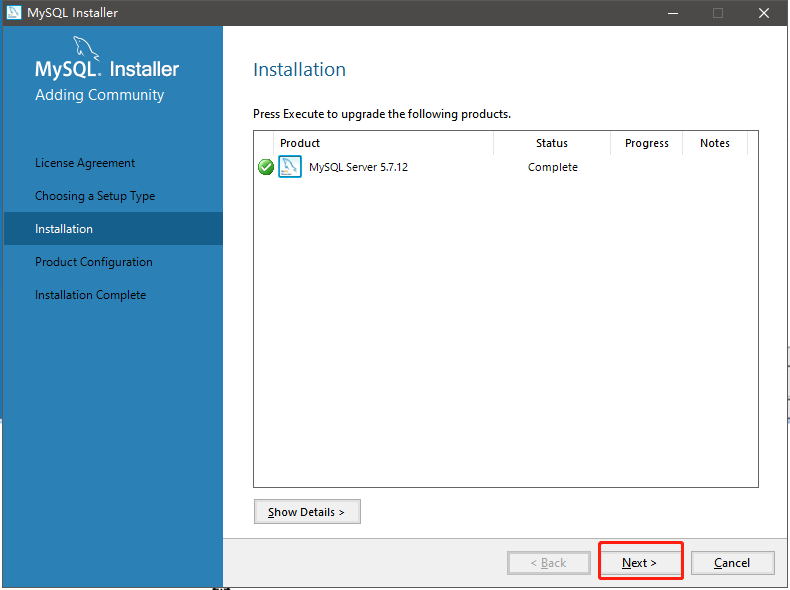 MySQL Installer
MySQL. Installer
Adding Community
License Agreement
Choosing a Setup Type
Installation
Product Configuration
Installation Complete
Installation
Press Execute to upgrade the following products.
Product Status Progress Notes
MySQL Server 5.7.12 Complete
Show Details >
< Back Next > Cancel